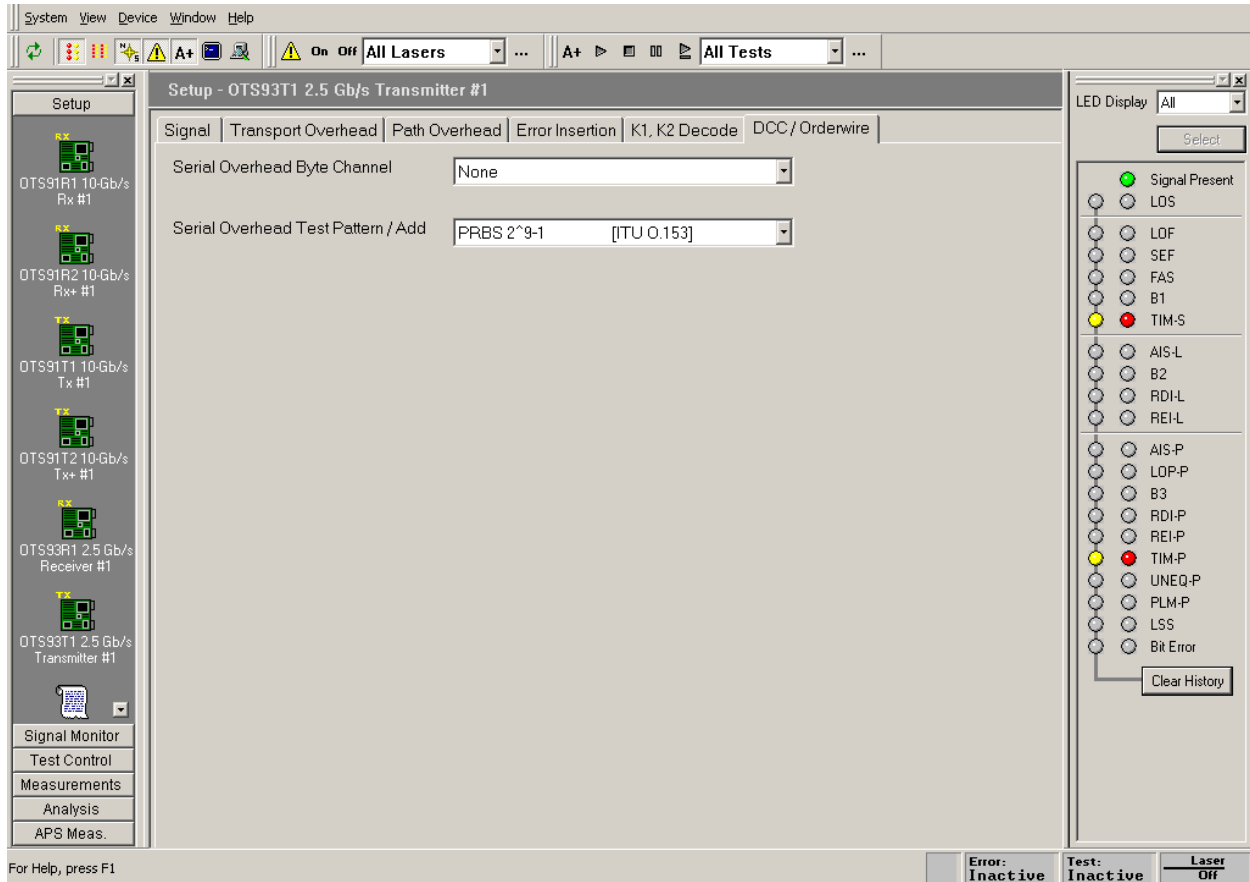 System View Device Window Help
A+ On Off All Lasers ... A+ All Tests ...
Setup
RX
OTS91R1 10-Gb/s
Rx #1
RX
OTS91R2 10-Gb/s
Rx+ #1
TX
OTS91T1 10-Gb/s
Tx #1
TX
OTS91T2 10-Gb/s
Tx+ #1
RX
OTS93R1 2.5 Gb/s
Receiver #1
TX
OTS93T1 2.5 Gb/s
Transmitter #1
Signal Monitor
Test Control
Measurements
Analysis
APS Meas.
Setup - OTS93T1 2.5 Gb/s Transmitter #1
Signal Transport Overhead Path Overhead Error Insertion K1, K2 Decode DCC / Orderwire
Serial Overhead Byte Channel None
Serial Overhead Test Pattern / Add PRBS 2^9-1 [ITU O.153]
LED Display All
Select
Signal Present
LOS
LOF
SEF
FAS
B1
TIM-S
AIS-L
B2
RDI-L
REI-L
AIS-P
LOP-P
B3
RDI-P
REI-P
TIM-P
UNEQ-P
PLM-P
LSS
Bit Error
Clear History
For Help, press F1
Error:
Inactive
Test:
Inactive
Laser
Off